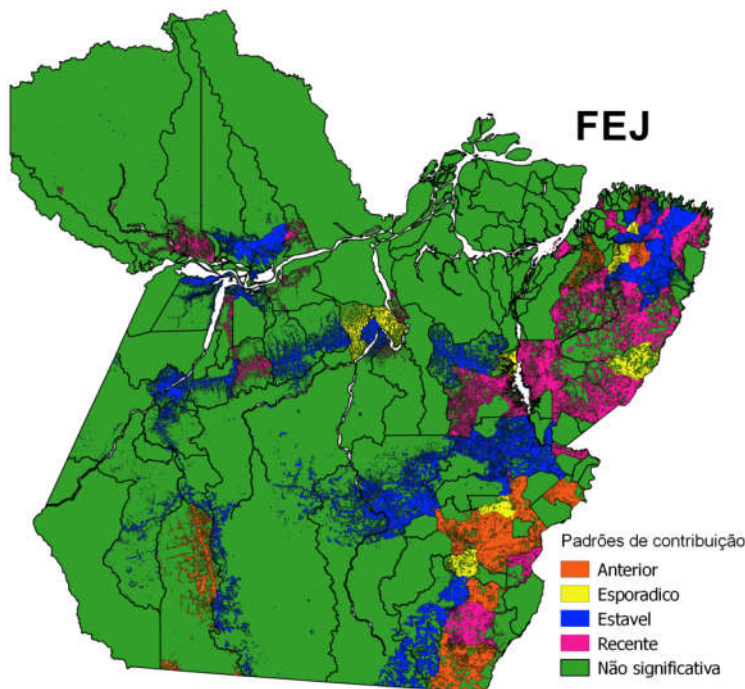 FEJ
Padrões de contribuição
Anterior
Esporadico
Estavel
Recente
Não significativa